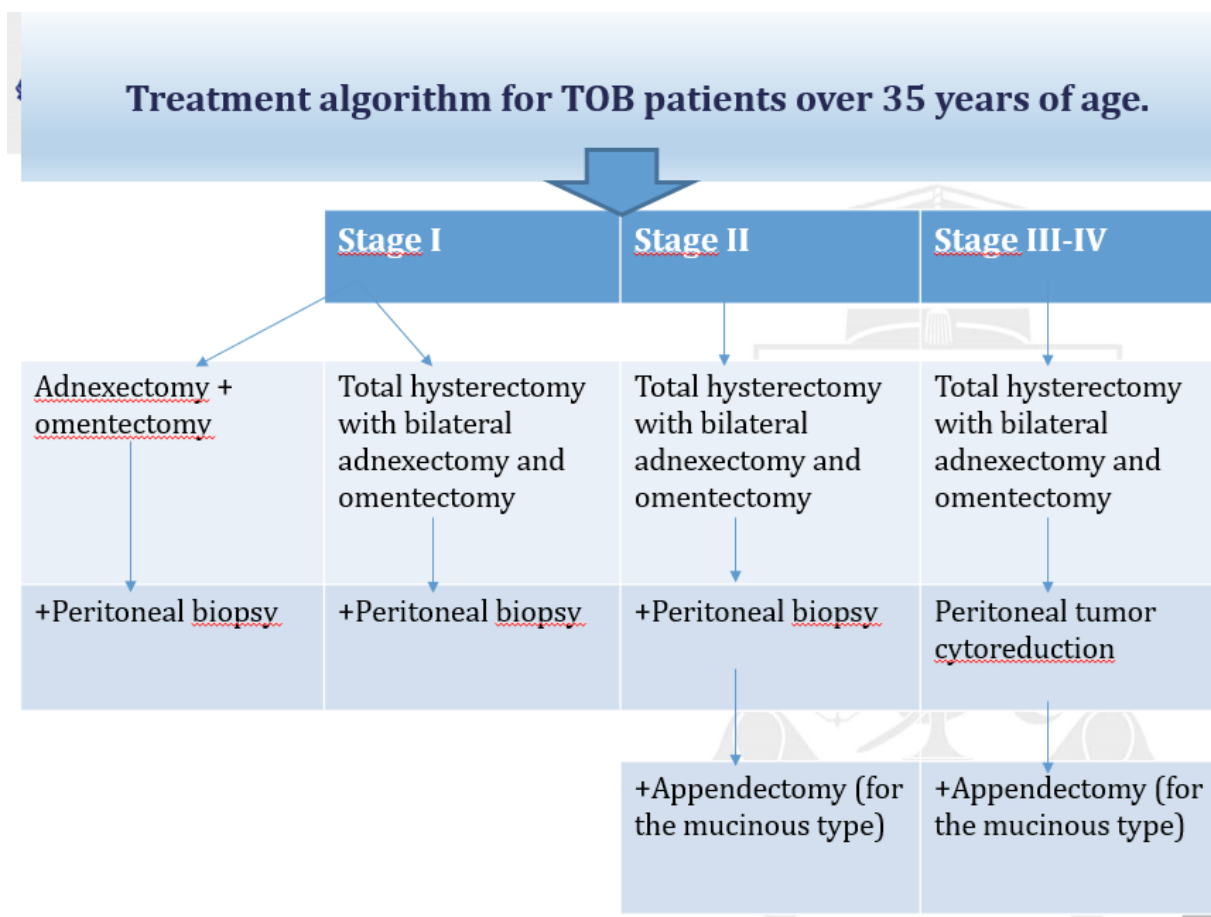 Treatment algorithm for TOB patients over 35 years of age.
Stage I
Stage II
Stage III-IV
Adnexectomy +
omentectomy
Total hysterectomy
with bilateral
adnexectomy and
omentectomy
Total hysterectomy
with bilateral
adnexectomy and
omentectomy
Total hysterectomy
with bilateral
adnexectomy and
omentectomy
+Peritoneal biopsy
+Peritoneal biopsy
+Peritoneal biopsy
Peritoneal tumor
cytoreduction
+Appendectomy (for
the mucinous type)
+Appendectomy (for
the mucinous type)